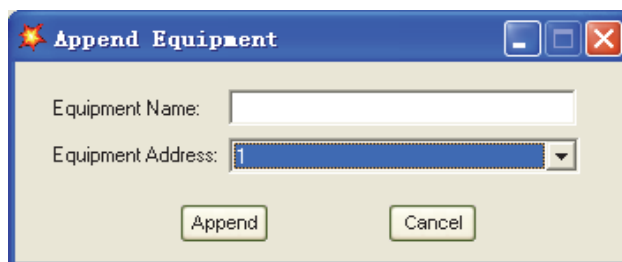 Append Equipment
Equipment Name:
Equipment Address: 1
Append Cancel